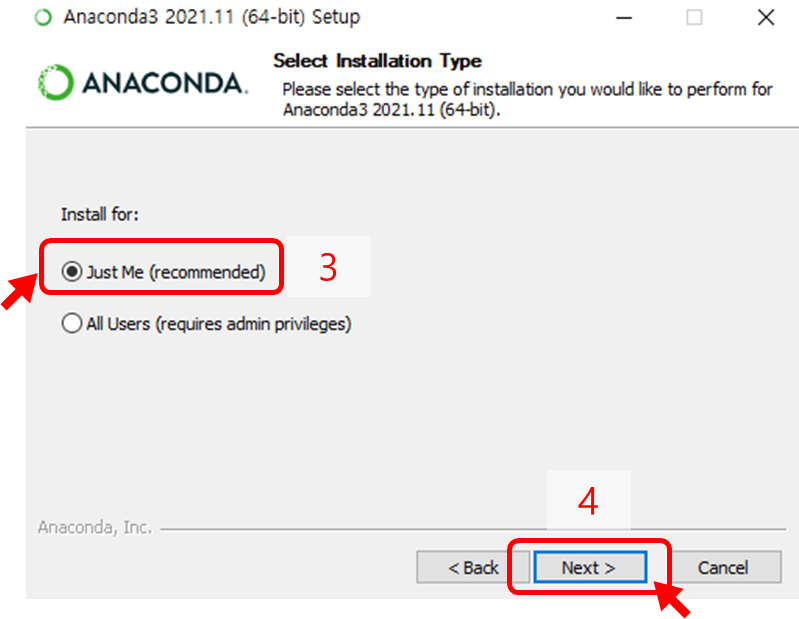 Anaconda3 2021.11 (64-bit) Setup
ANACONDA.
Select Installation Type
Please select the type of installation you would like to perform for
Anaconda3 2021.11 (64-bit).
Install for:
Just Me (recommended)
3
All Users (requires admin privileges)
4
Anaconda, Inc.
< Back
Next >
Cancel